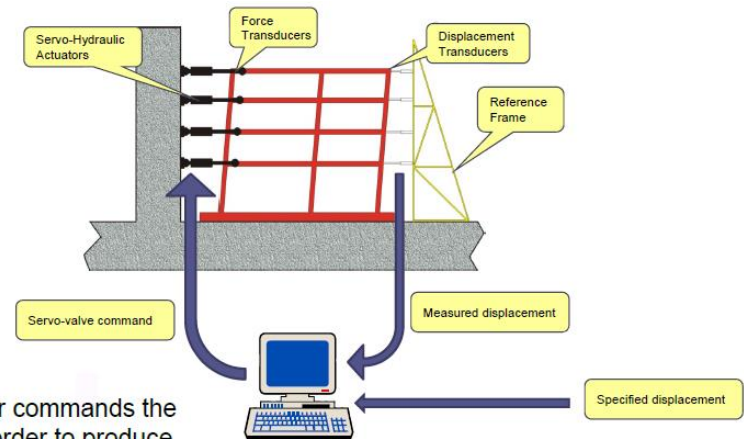 Force
Transducers
Servo-Hydraulic
Actuators
Displacement
Transducers
Reference
Frame
Servo-valve command
Measured displacement
Specified displacement
r commands the
order to produce